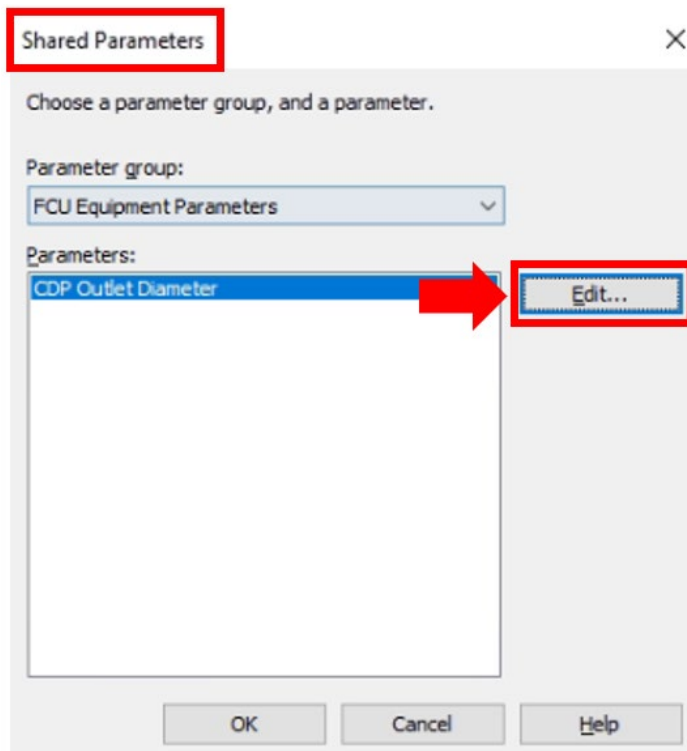 Shared Parameters
Choose a parameter group, and a parameter.
Parameter group:
FCU Equipment Parameters
Parameters:
CDP Outlet Diameter
Edit...
OK Cancel Help